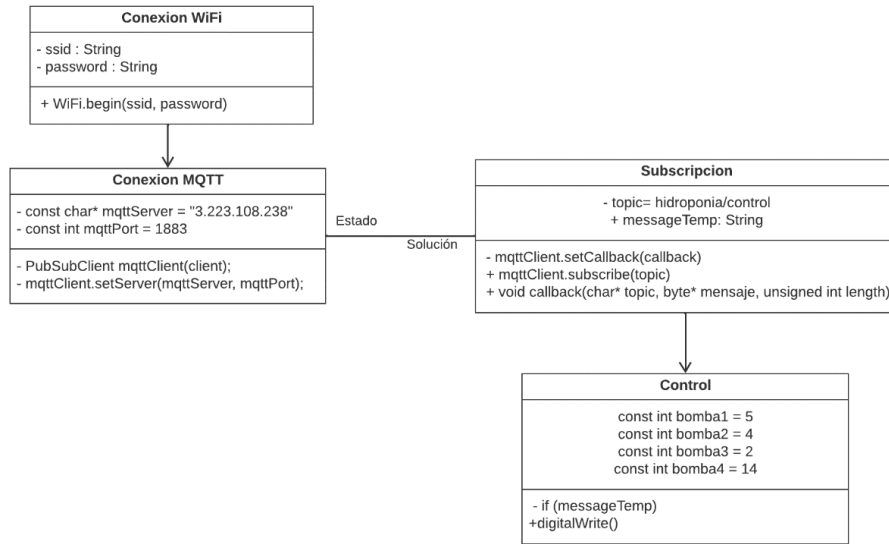 Conexion WiFi
- ssid : String
- password : String
+ WiFi.begin(ssid, password)
Conexion MQTT
- const char* mqttServer = "3.223.108.238"
- const int mqttPort = 1883
- PubSubClient mqttClient(client);
- mqttClient.setServer(mqttServer, mqttPort);
Estado
Solución
Subscripcion
- topic= hidroponia/control
+ messageTemp: String
- mqttClient.setCallback(callback)
+ mqttClient.subscribe(topic)
+ void callback(char* topic, byte* mensaje, unsigned int length)
Control
const int bomba1 = 5
const int bomba2 = 4
const int bomba3 = 2
const int bomba4 = 14
- if (messageTemp)
+digitalWrite()